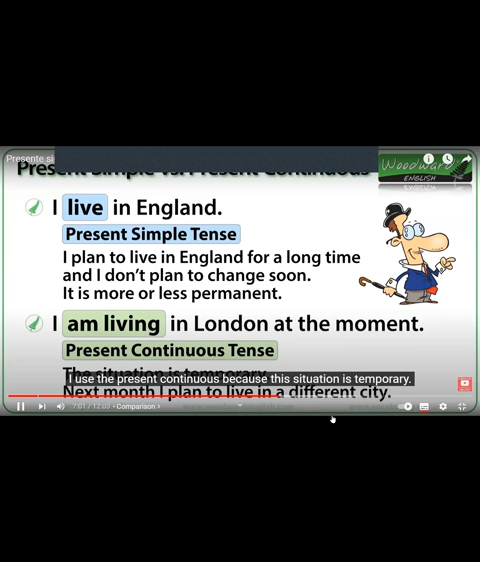 Presente si
Present Simple vs. Present Continuous
Woodward
ENGLISH
I live in England.
Present Simple Tense
I plan to live in England for a long time
and I don't plan to change soon.
It is more or less permanent.
I am living in London at the moment.
Present Continuous Tense
The situation is temporary.
I use the present continuous because this situation is temporary.
Next month I plan to live in a different city.
7:01 / 12:03 • Comparison >